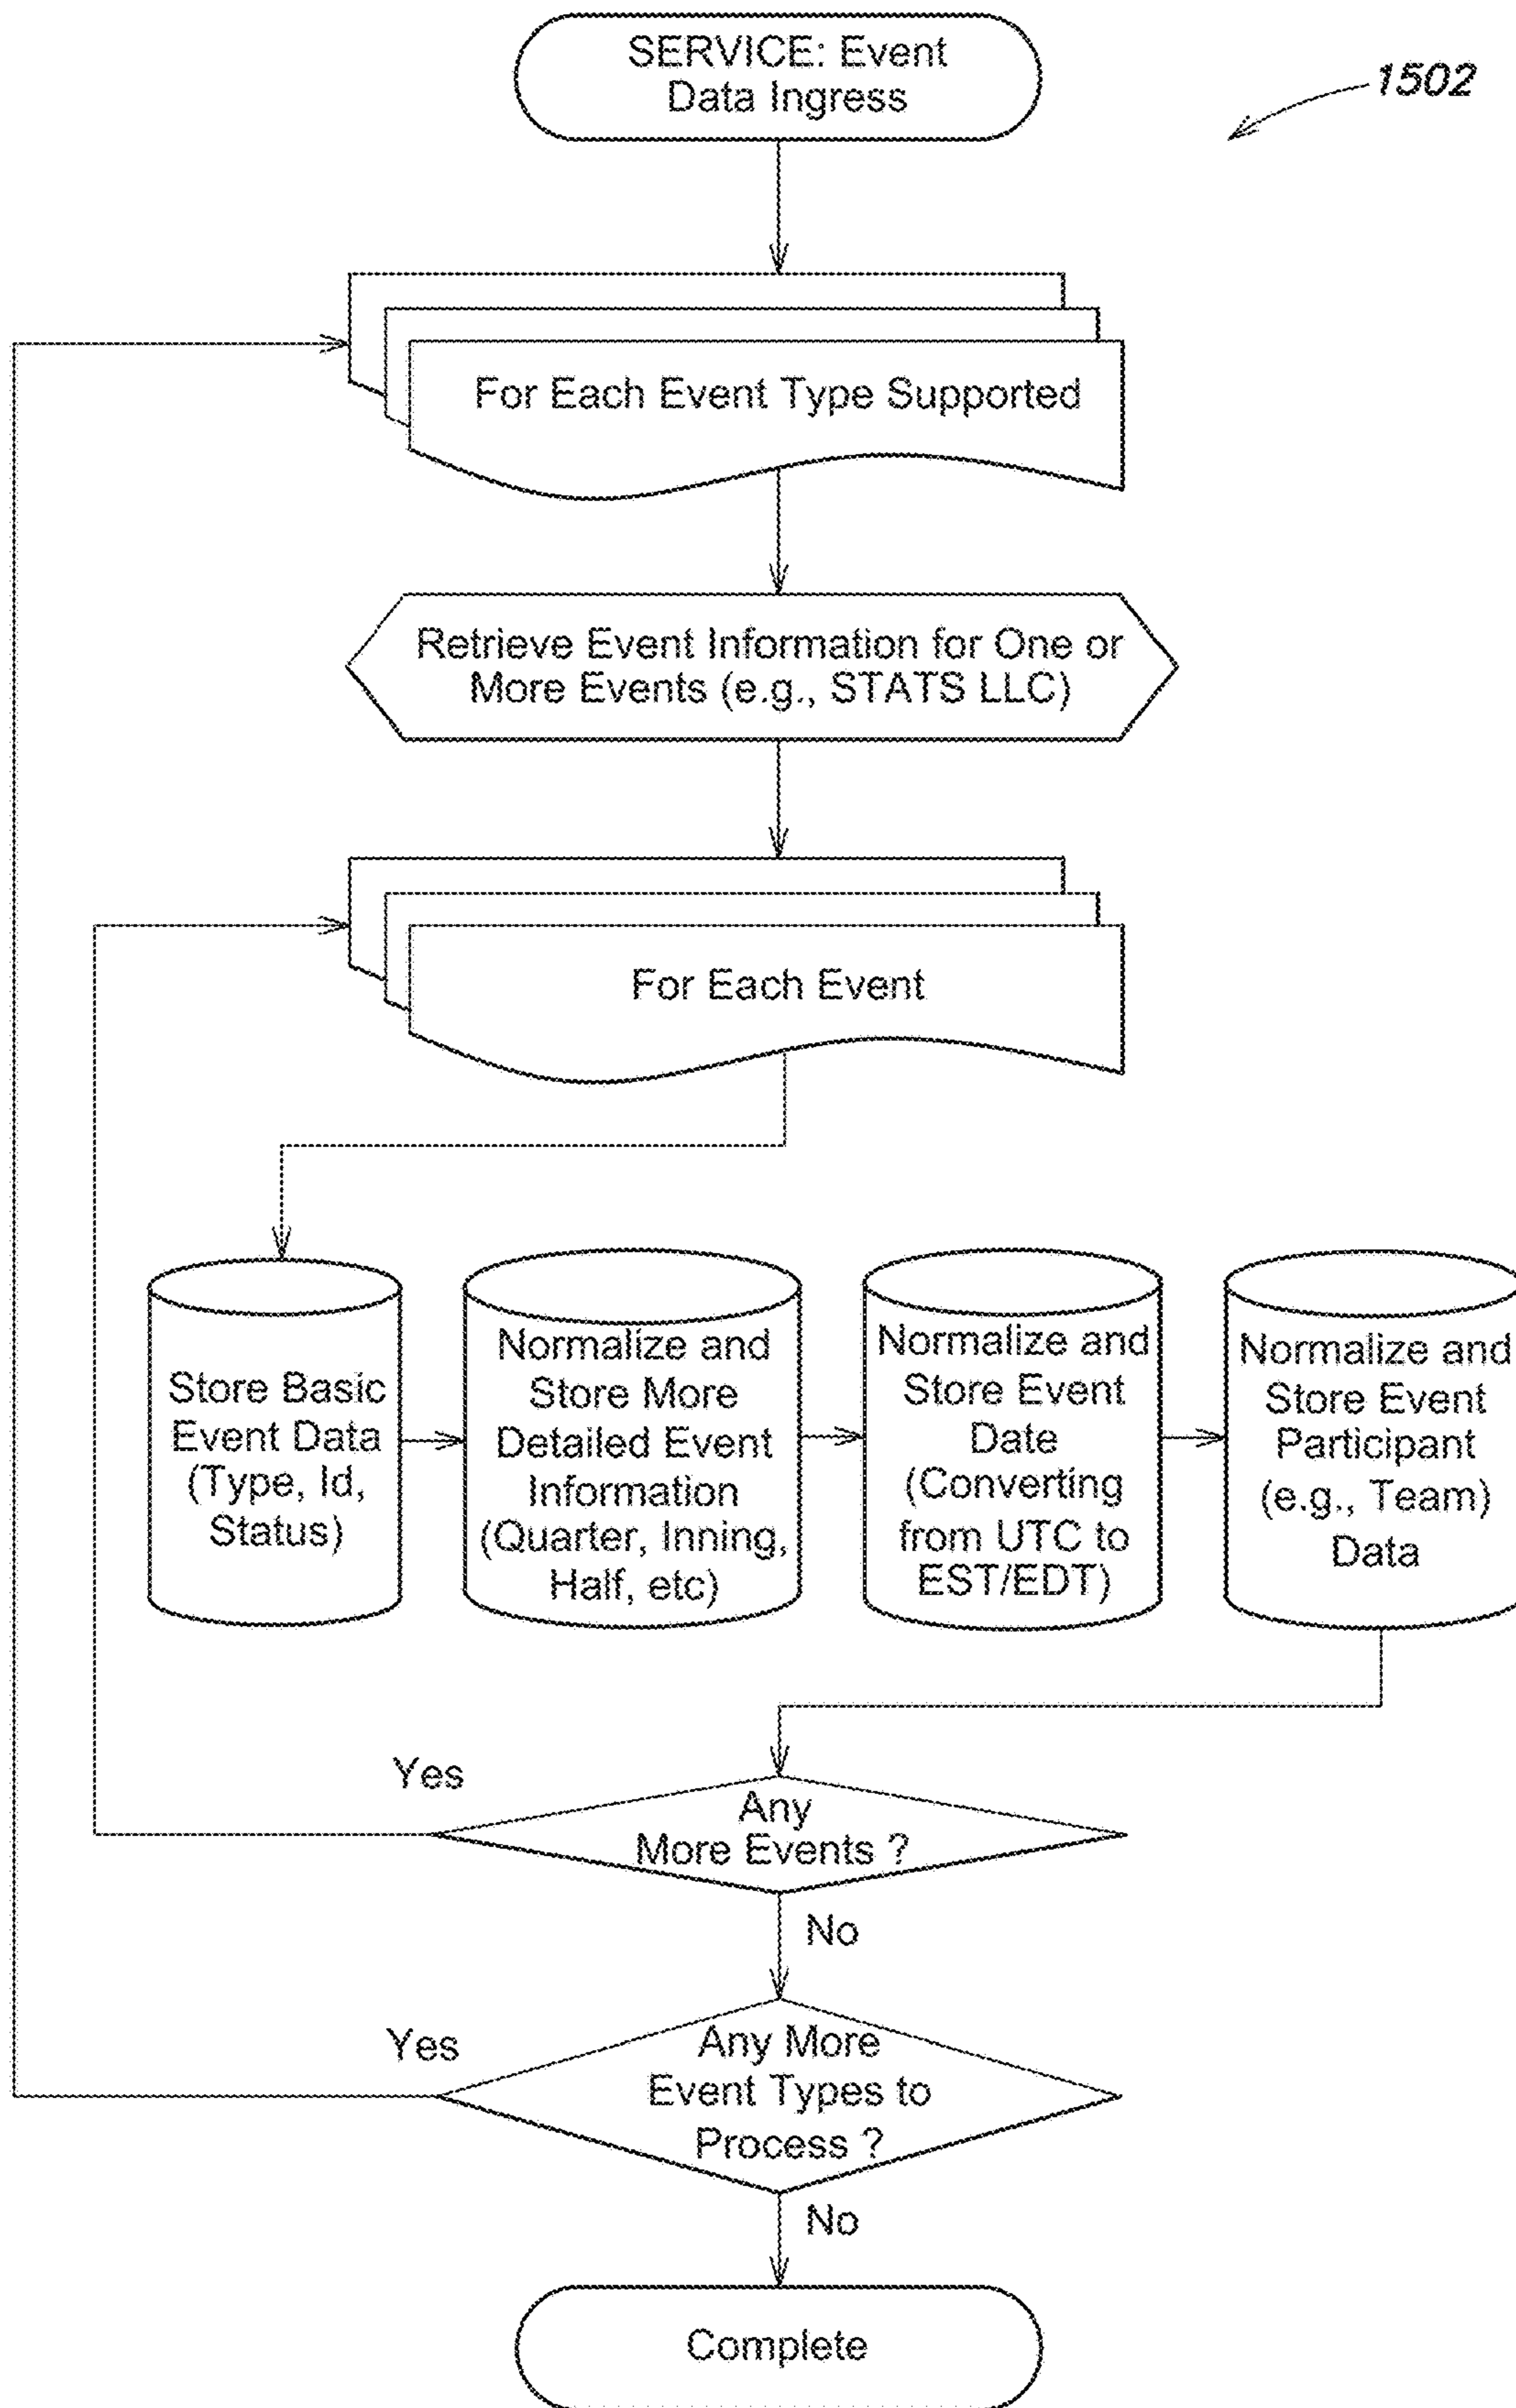 SERVICE: Event
Data Ingress
1502
For Each Event Type Supported
Retrieve Event Information for One or
More Events (e.g., STATS LLC)
For Each Event
Store Basic
Event Data
(Type, Id,
Status)
Normalize and
Store More
Detailed Event
Information
(Quarter, Inning,
Half, etc)
Normalize and
Store Event
Date
(Converting
from UTC to
EST/EDT)
Normalize and
Store Event
Participant
(e.g., Team)
Data
Yes
Any
More Events ?
No
Yes
Any More
Event Types to
Process ?
No
Complete